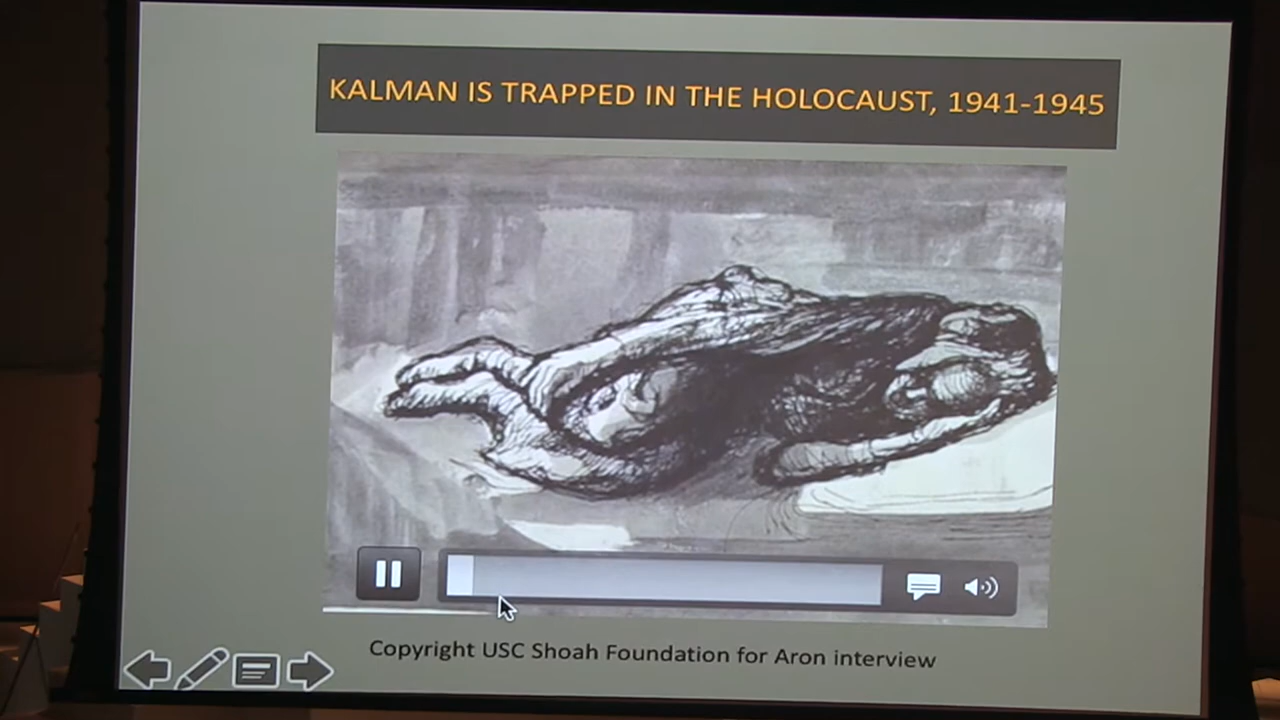 KALMAN IS TRAPPED IN THE HOLOCAUST, 1941-1945
Copyright USC Shoah Foundation for Aron interview